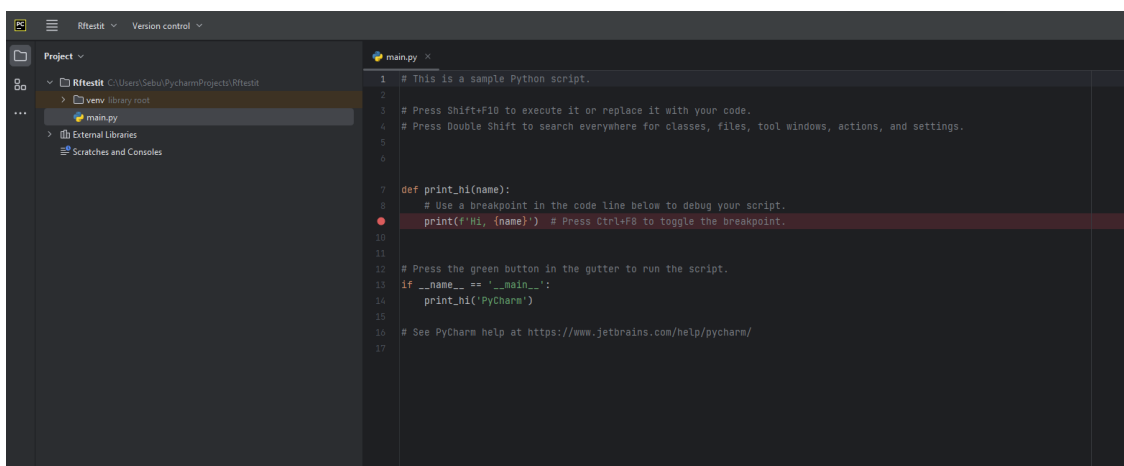 PC Rftestit Version control
Project
Rftestit C:\Users\Sebu\PycharmProjects\Rftestit
venv library root
main.py
External Libraries
Scratches and Consoles
main.py
1 # This is a sample Python script.
2
3 # Press Shift+F10 to execute it or replace it with your code.
4 # Press Double Shift to search everywhere for classes, files, tool windows, actions, and settings.
5
6
7 def print_hi(name):
8 # Use a breakpoint in the code line below to debug your script.
print(f'Hi, {name}') # Press Ctrl+F8 to toggle the breakpoint.
10
11
12 # Press the green button in the gutter to run the script.
13 if __name__ == '__main__':
14 print_hi('PyCharm')
15
16 # See PyCharm help at https://www.jetbrains.com/help/pycharm/
17